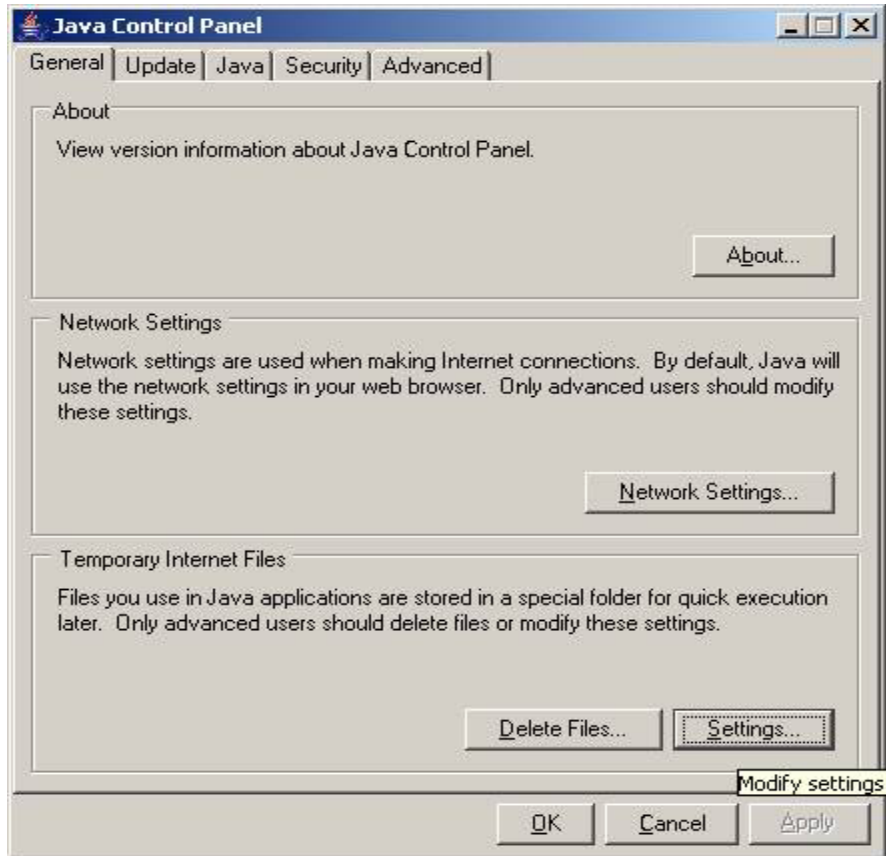 Java Control Panel
General Update Java Security Advanced
About
View version information about Java Control Panel.
About...
Network Settings
Network settings are used when making Internet connections.  By default, Java will
use the network settings in your web browser.  Only advanced users should modify
these settings.
Network Settings...
Temporary Internet Files
Files you use in Java applications are stored in a special folder for quick execution
later.  Only advanced users should delete files or modify these settings.
Delete Files... Settings...
Modify settings
OK Cancel Apply